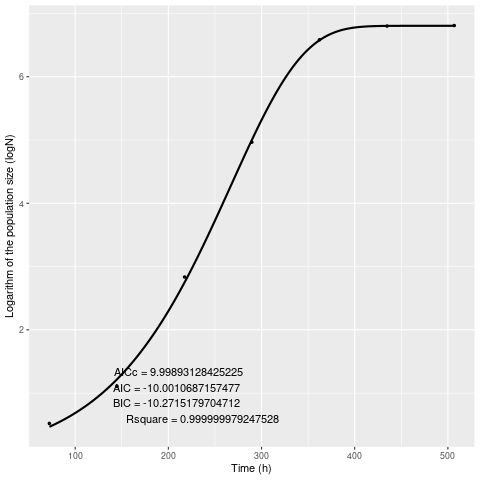 6
4
2
Logarithm of the population size (logN)
AICc = 9.99893128425225
AIC = -10.0010687157477
BIC = -10.2715179704712
Rsquare = 0.999999979247528
100 200 300 400 500
Time (h)